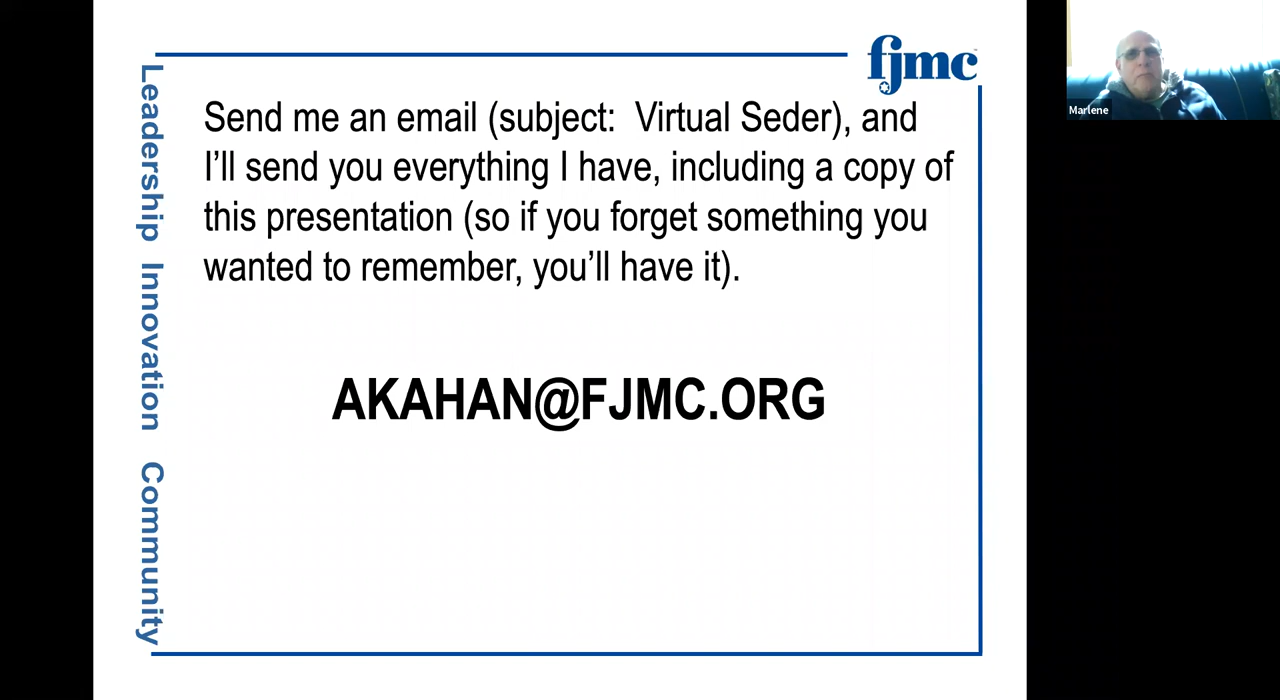 fjmc
Send me an email (subject:  Virtual Seder), and
I’ll send you everything I have, including a copy of
this presentation (so if you forget something you
wanted to remember, you’ll have it).
AKAHAN@FJMC.ORG
Leadership Innovation Community
Marlene